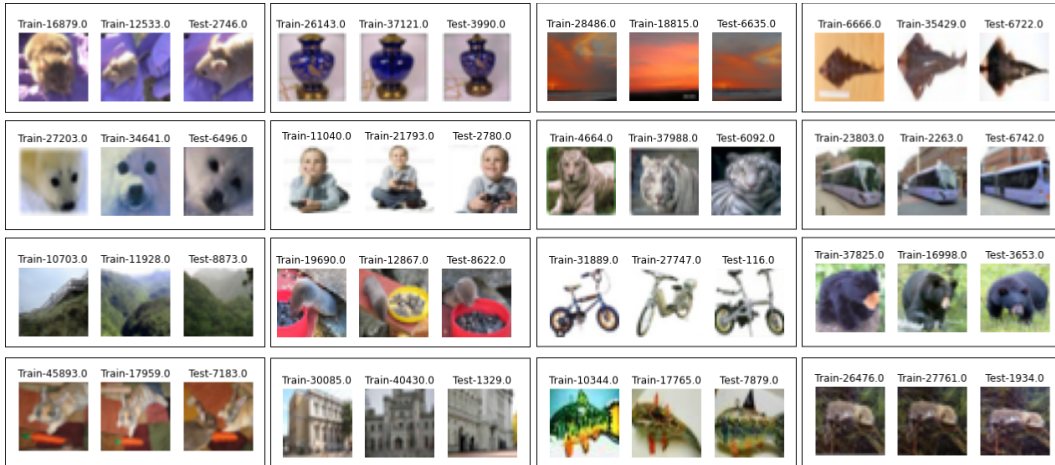 Train-16879.0 Train-12533.0 Test-2746.0
Train-26143.0 Train-37121.0 Test-3990.0
Train-28486.0 Train-18815.0 Test-6635.0
Train-6666.0 Train-35429.0 Test-6722.0
Train-27203.0 Train-34641.0 Test-6496.0
Train-11040.0 Train-21793.0 Test-2780.0
Train-4664.0 Train-37988.0 Test-6092.0
Train-23803.0 Train-2263.0 Test-6742.0
Train-10703.0 Train-11928.0 Test-8873.0
Train-19690.0 Train-12867.0 Test-8622.0
Train-31889.0 Train-27747.0 Test-116.0
Train-37825.0 Train-16998.0 Test-3653.0
Train-45893.0 Train-17959.0 Test-7183.0
Train-30085.0 Train-40430.0 Test-1329.0
Train-10344.0 Train-17765.0 Test-7879.0
Train-26476.0 Train-27761.0 Test-1934.0